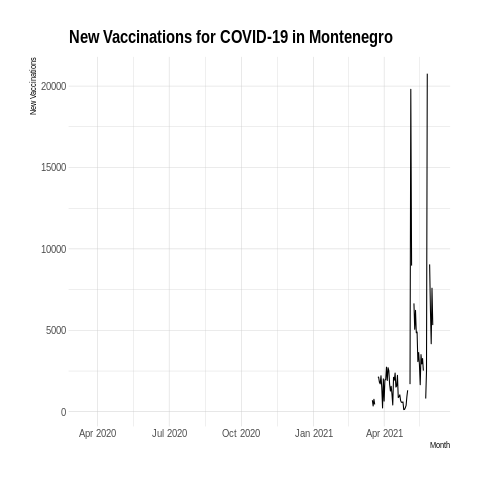 New Vaccinations for COVID-19 in Montenegro
New Vaccinations
20000
15000
10000
5000
0
Apr 2020 Jul 2020 Oct 2020 Jan 2021 Apr 2021
Month